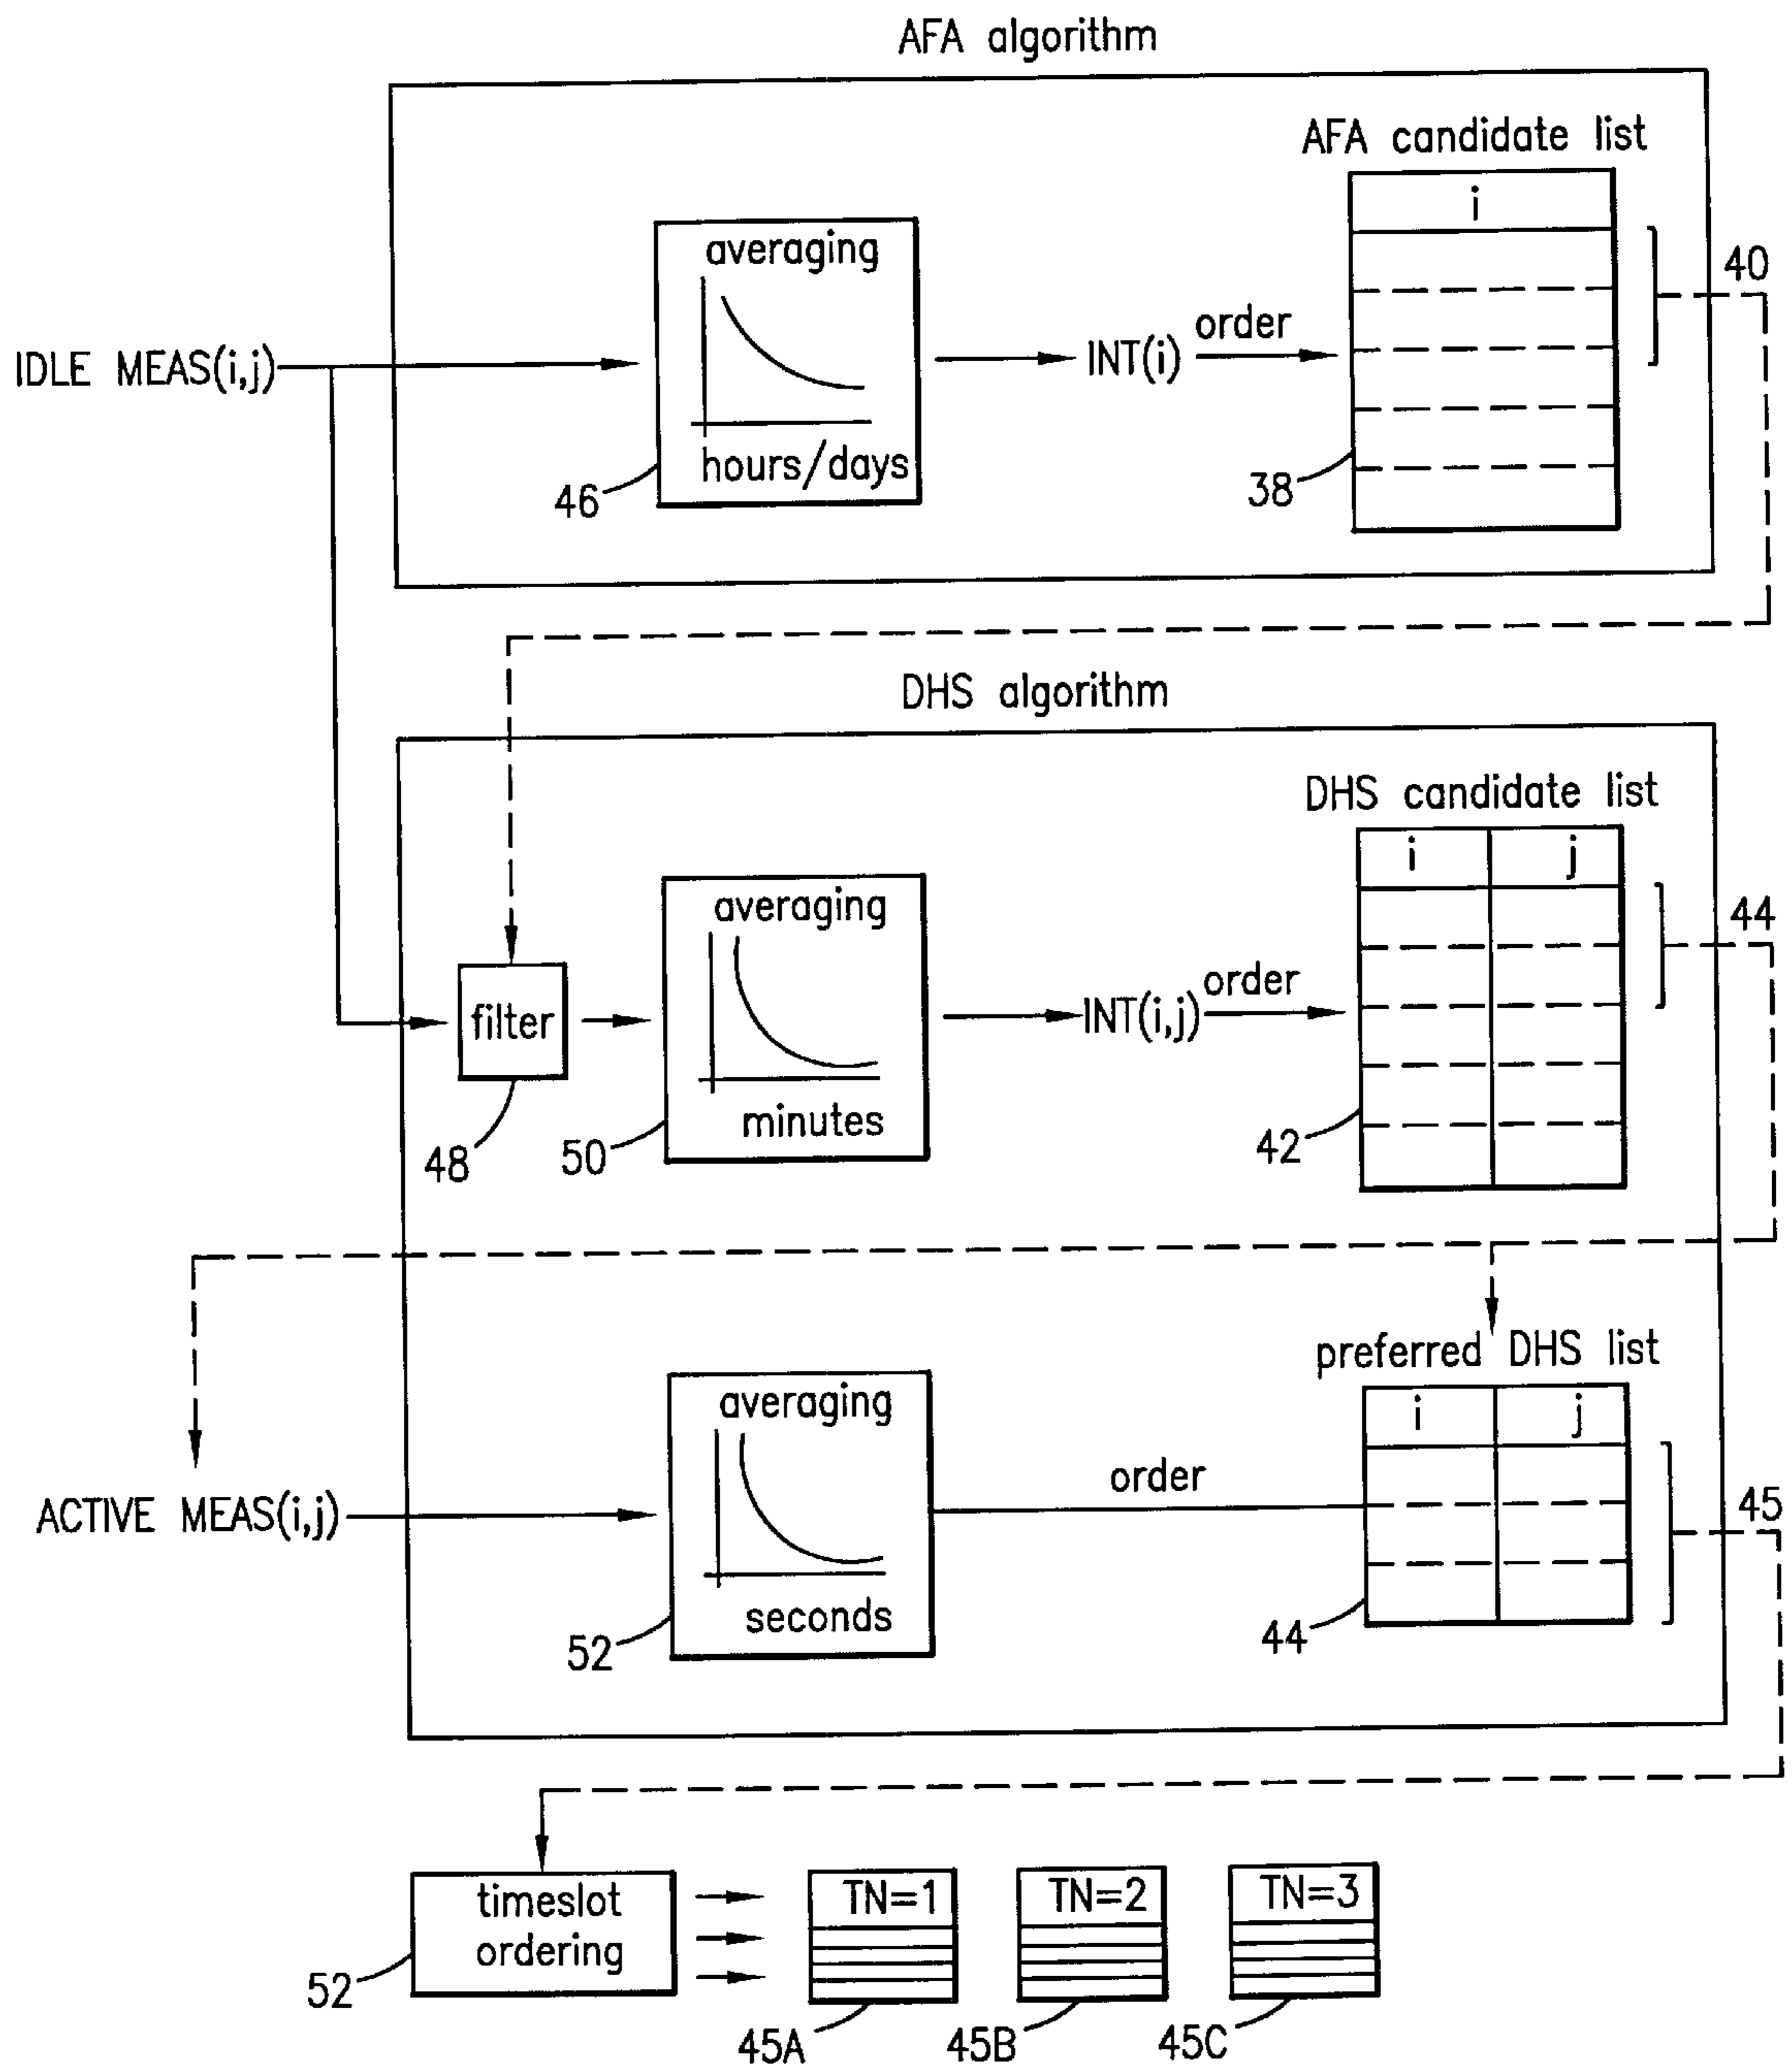 AFA algorithm
AFA candidate list
i
averaging
40
order
IDLE MEAS(i,j)
INT(i)
hours/days
46
38
DHS algorithm
DHS candidate list
i j
averaging
44
order
filter
INT(i,j)
minutes
48
50
42
preferred DHS list
averaging
i j
order
45
ACTIVE MEAS(i,j)
seconds
52
44
timeslot
ordering
TN=1
TN=2
TN=3
52
45A
45B
45C